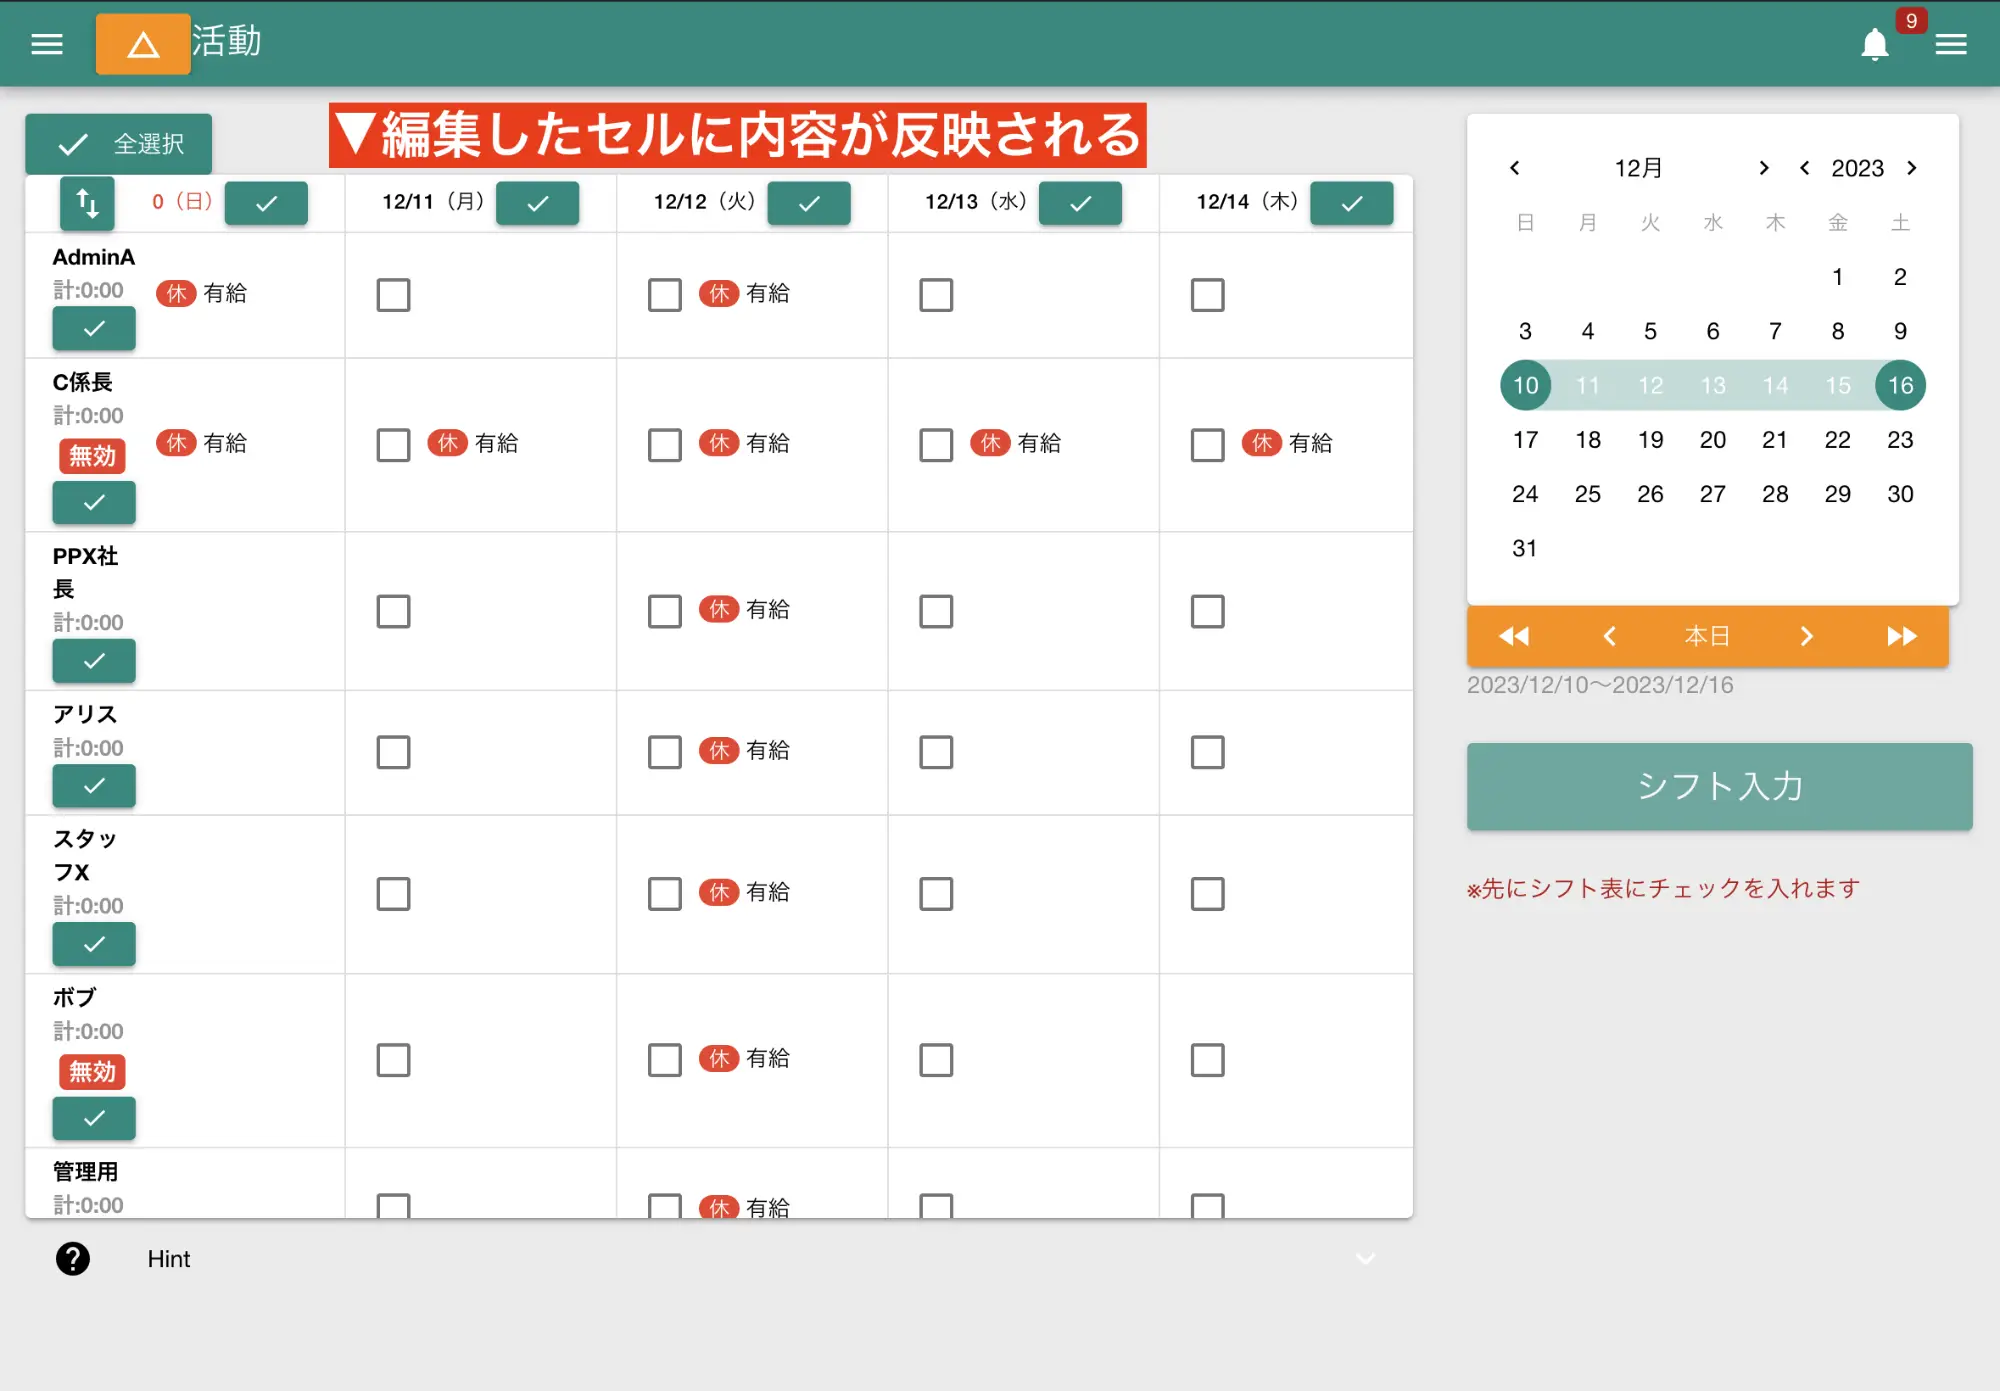 活動
9
▼編集したセルに内容が反映される
全選択
0（日）
12/11（月）
12/12（火）
12/13（水）
12/14（木）
AdminA
計:0:00
休 有給
休 有給
C係長
計:0:00
無効
休 有給
休 有給
休 有給
休 有給
休 有給
PPX社
長
計:0:00
休 有給
アリス
計:0:00
休 有給
スタッ
フX
計:0:00
休 有給
ボブ
計:0:00
無効
休 有給
管理用
計:0:00
休 有給
Hint
12月 2023
日 月 火 水 木 金 土
1 2
3 4 5 6 7 8 9
10 11 12 13 14 15 16
17 18 19 20 21 22 23
24 25 26 27 28 29 30
31
本日
2023/12/10～2023/12/16
シフト入力
※先にシフト表にチェックを入れます